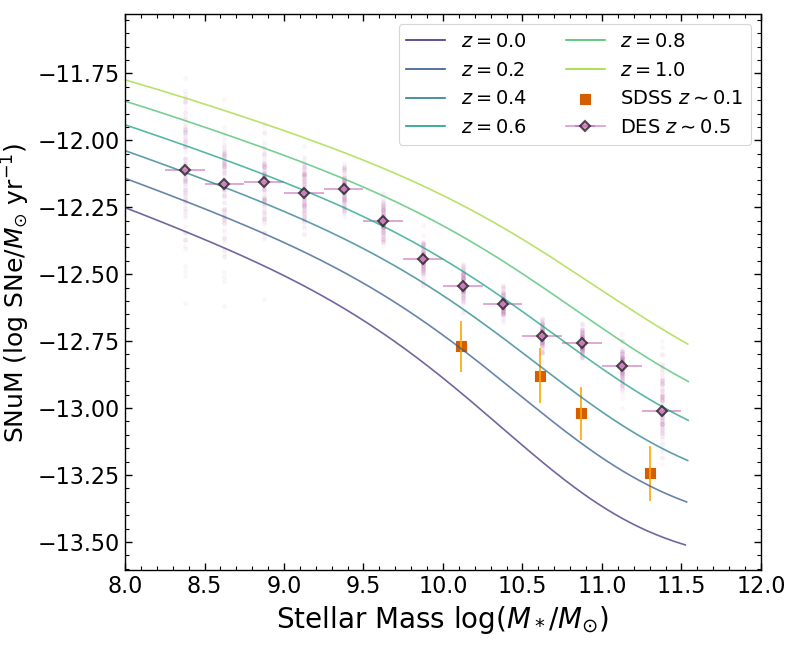 z = 0.0
z = 0.2
z = 0.4
z = 0.6
z = 0.8
z = 1.0
SDSS z ∼ 0.1
DES z ∼ 0.5
SNuM (log SNe/M⊙ yr⁻¹)
−11.75
−12.00
−12.25
−12.50
−12.75
−13.00
−13.25
−13.50
8.0 8.5 9.0 9.5 10.0 10.5 11.0 11.5 12.0
Stellar Mass log(M*/M⊙)